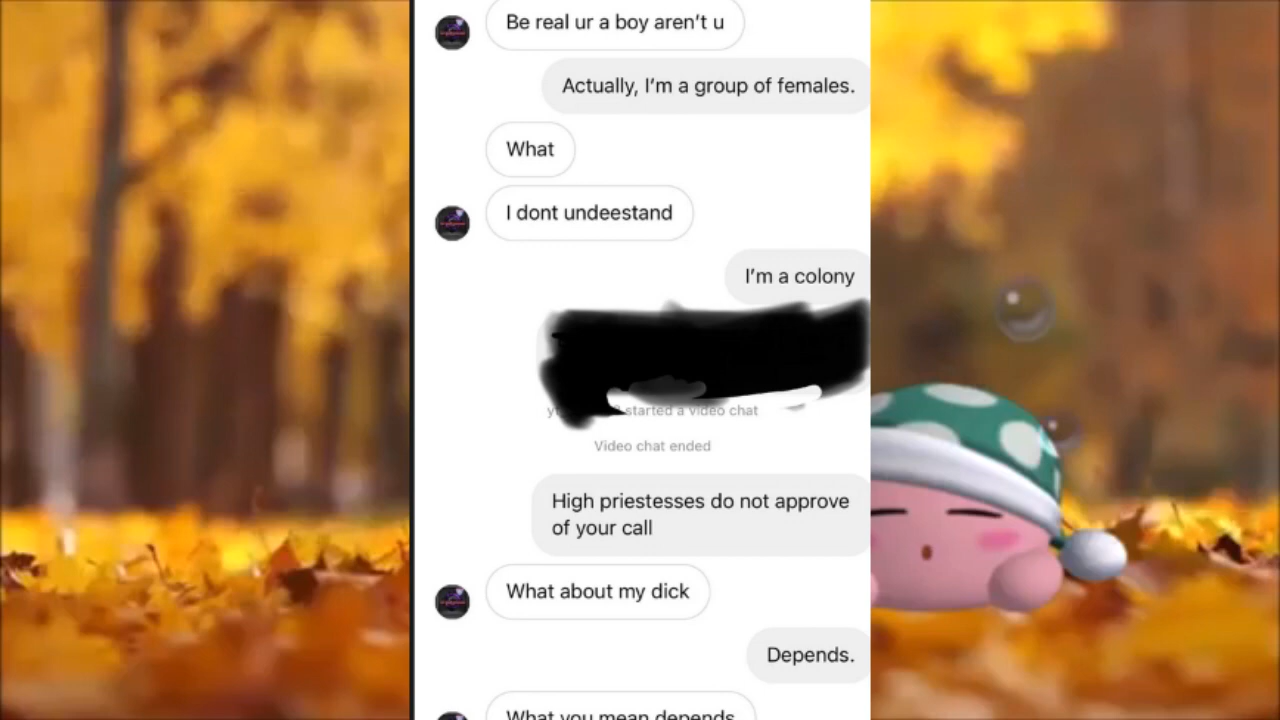 Be real ur a boy aren't u
Actually, I'm a group of females.
What
I dont undeestand
I'm a colony
started a video chat
Video chat ended
High priestesses do not approve
of your call
What about my dick
Depends.
What you mean depends